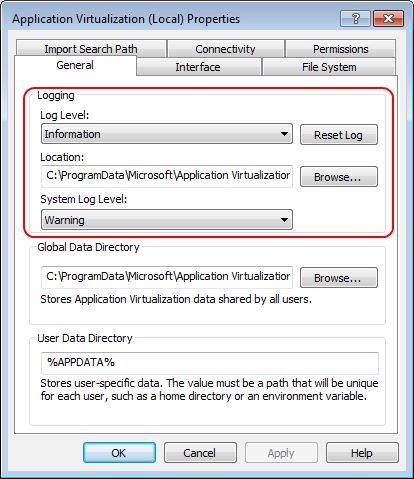 Application Virtualization (Local) Properties
Import Search Path Connectivity Permissions
General Interface File System
Logging
Log Level:
Information Reset Log
Location:
C:\ProgramData\Microsoft\Application Virtualization Browse...
System Log Level:
Warning
Global Data Directory
C:\ProgramData\Microsoft\Application Virtualization Browse...
Stores Application Virtualization data shared by all users.
User Data Directory
%APPDATA%
Stores user-specific data. The value must be a path that will be unique
for each user, such as a home directory or an environment variable.
OK Cancel Apply Help